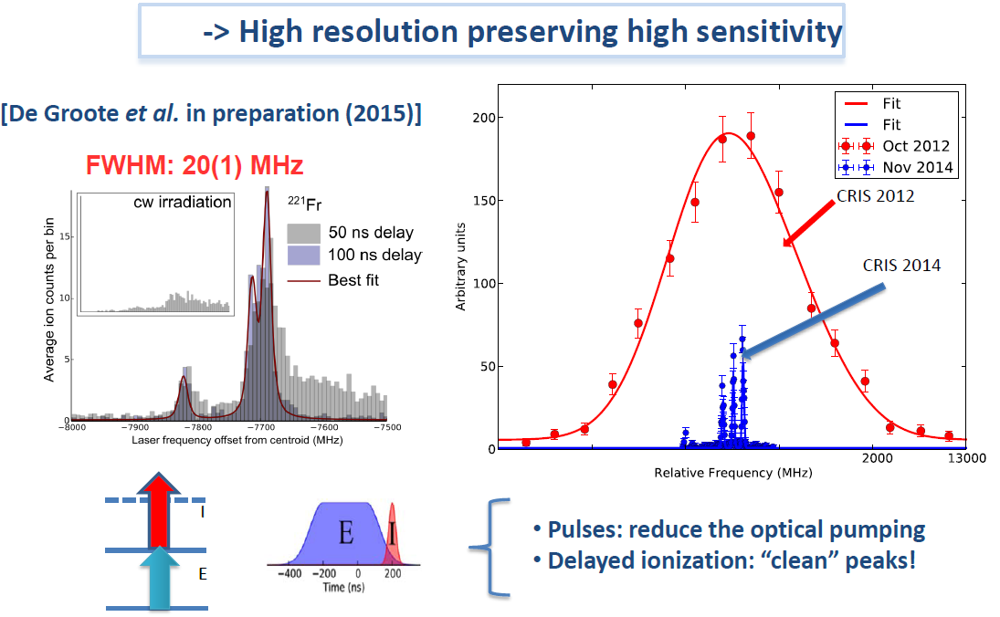 -> High resolution preserving high sensitivity
[De Groote et al. in preparation (2015)]
FWHM: 20(1) MHz
cw irradiation
221Fr
50 ns delay
100 ns delay
Best fit
Average ion counts per bin
15
10
5
0
−8000 −7900 −7800 −7700 −7600 −7500
Laser frequency offset from centroid (MHz)
Fit
Fit
Oct 2012
Nov 2014
CRIS 2012
CRIS 2014
Arbitrary units
200
150
100
50
0
2000 13000
Relative Frequency (MHz)
I
E
E I
−400 −200 0 200
Time (ns)
• Pulses: reduce the optical pumping
• Delayed ionization: “clean” peaks!